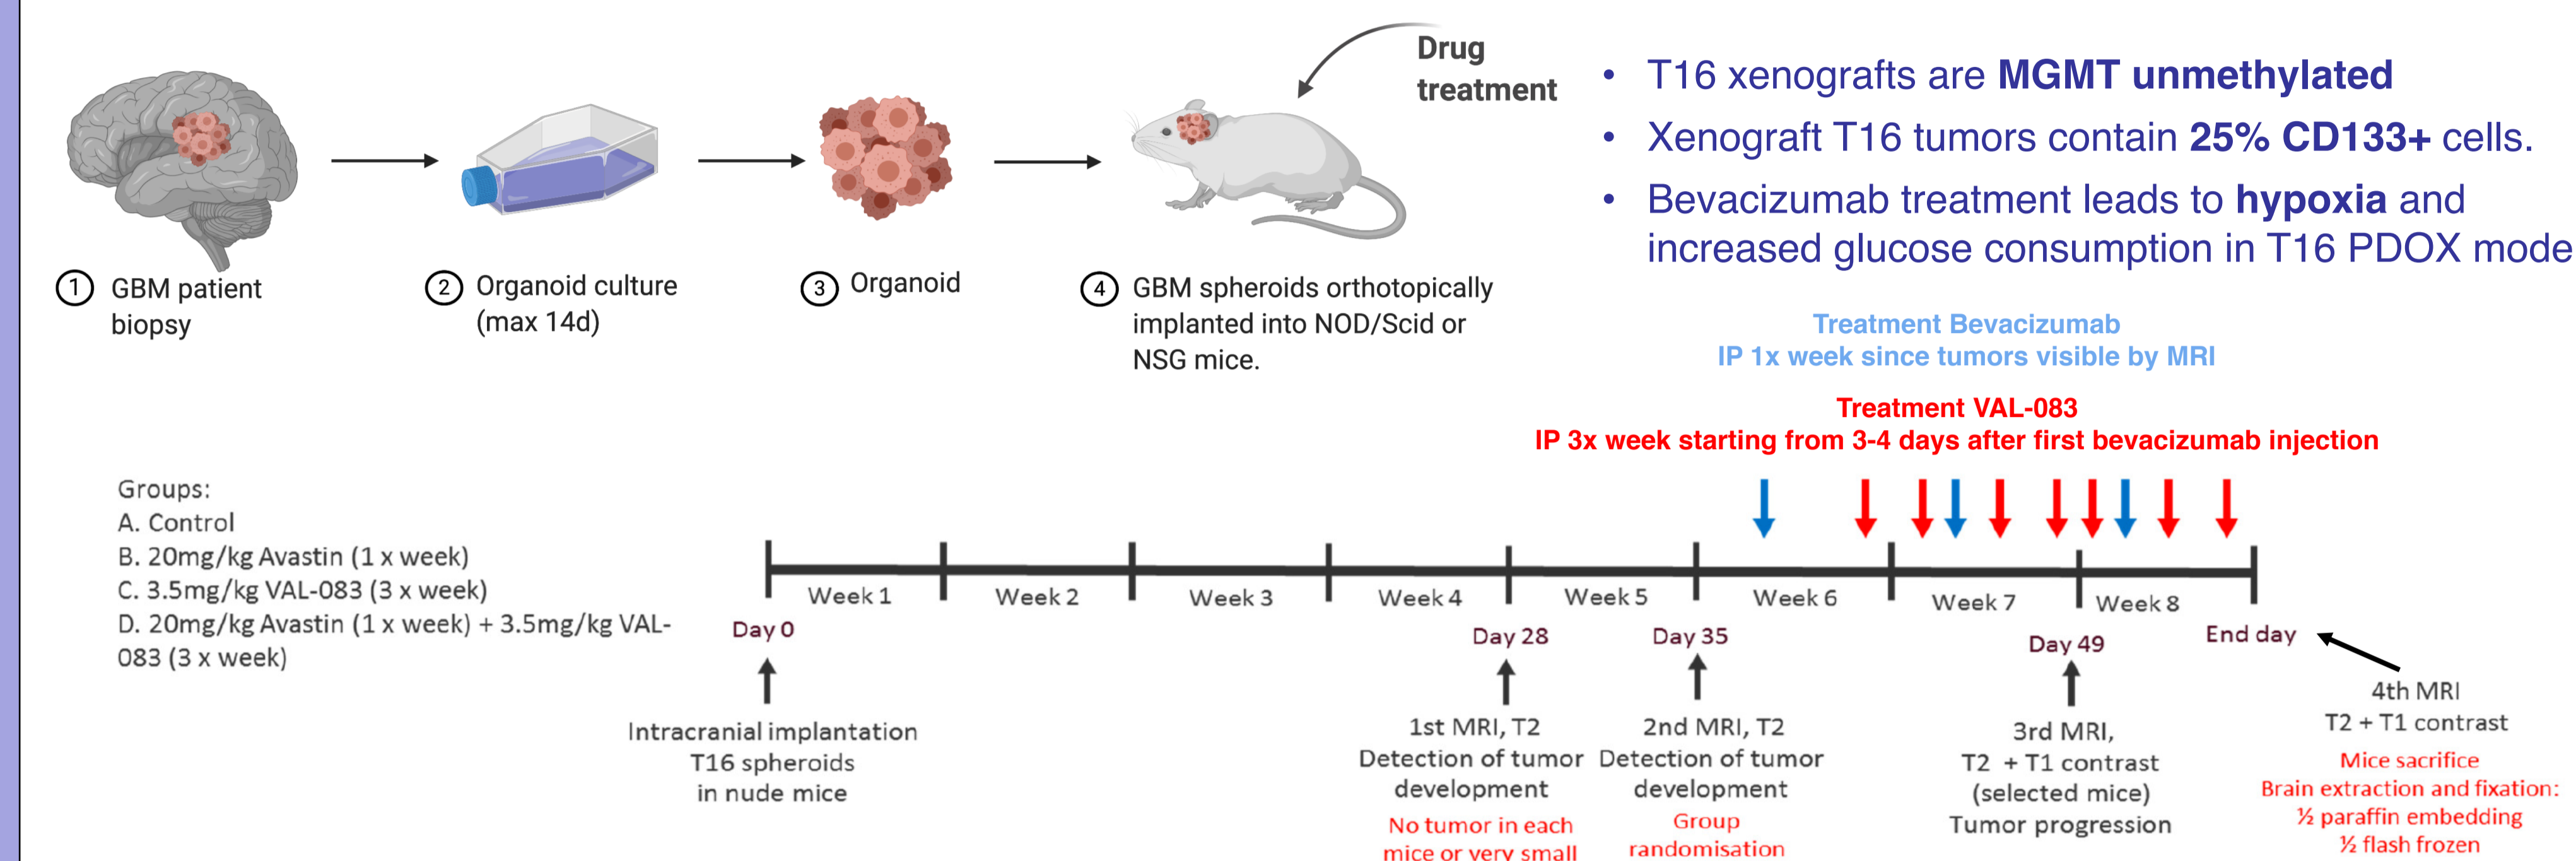 Drug
treatment
1 GBM patient
biopsy
2 Organoid culture
(max 14d)
3 Organoid
4 GBM spheroids orthotopically
implanted into NOD/Scid or
NSG mice.
• T16 xenografts are MGMT unmethylated
• Xenograft T16 tumors contain 25% CD133+ cells.
• Bevacizumab treatment leads to hypoxia and
increased glucose consumption in T16 PDOX mode
Treatment Bevacizumab
IP 1x week since tumors visible by MRI
Treatment VAL-083
IP 3x week starting from 3-4 days after first bevacizumab injection
Groups:
A. Control
B. 20mg/kg Avastin (1 x week)
C. 3.5mg/kg VAL-083 (3 x week)
D. 20mg/kg Avastin (1 x week) + 3.5mg/kg VAL-
083 (3 x week)
Week 1
Week 2
Week 3
Week 4
Week 5
Week 6
Week 7
Week 8
Day 0
Day 28
Day 35
Day 49
End day
Intracranial implantation
T16 spheroids
in nude mice
1st MRI, T2
Detection of tumor
development
No tumor in each
mice or very small
2nd MRI, T2
Detection of tumor
development
Group
randomisation
3rd MRI,
T2 + T1 contrast
(selected mice)
Tumor progression
4th MRI
T2 + T1 contrast
Mice sacrifice
Brain extraction and fixation:
½ paraffin embedding
½ flash frozen